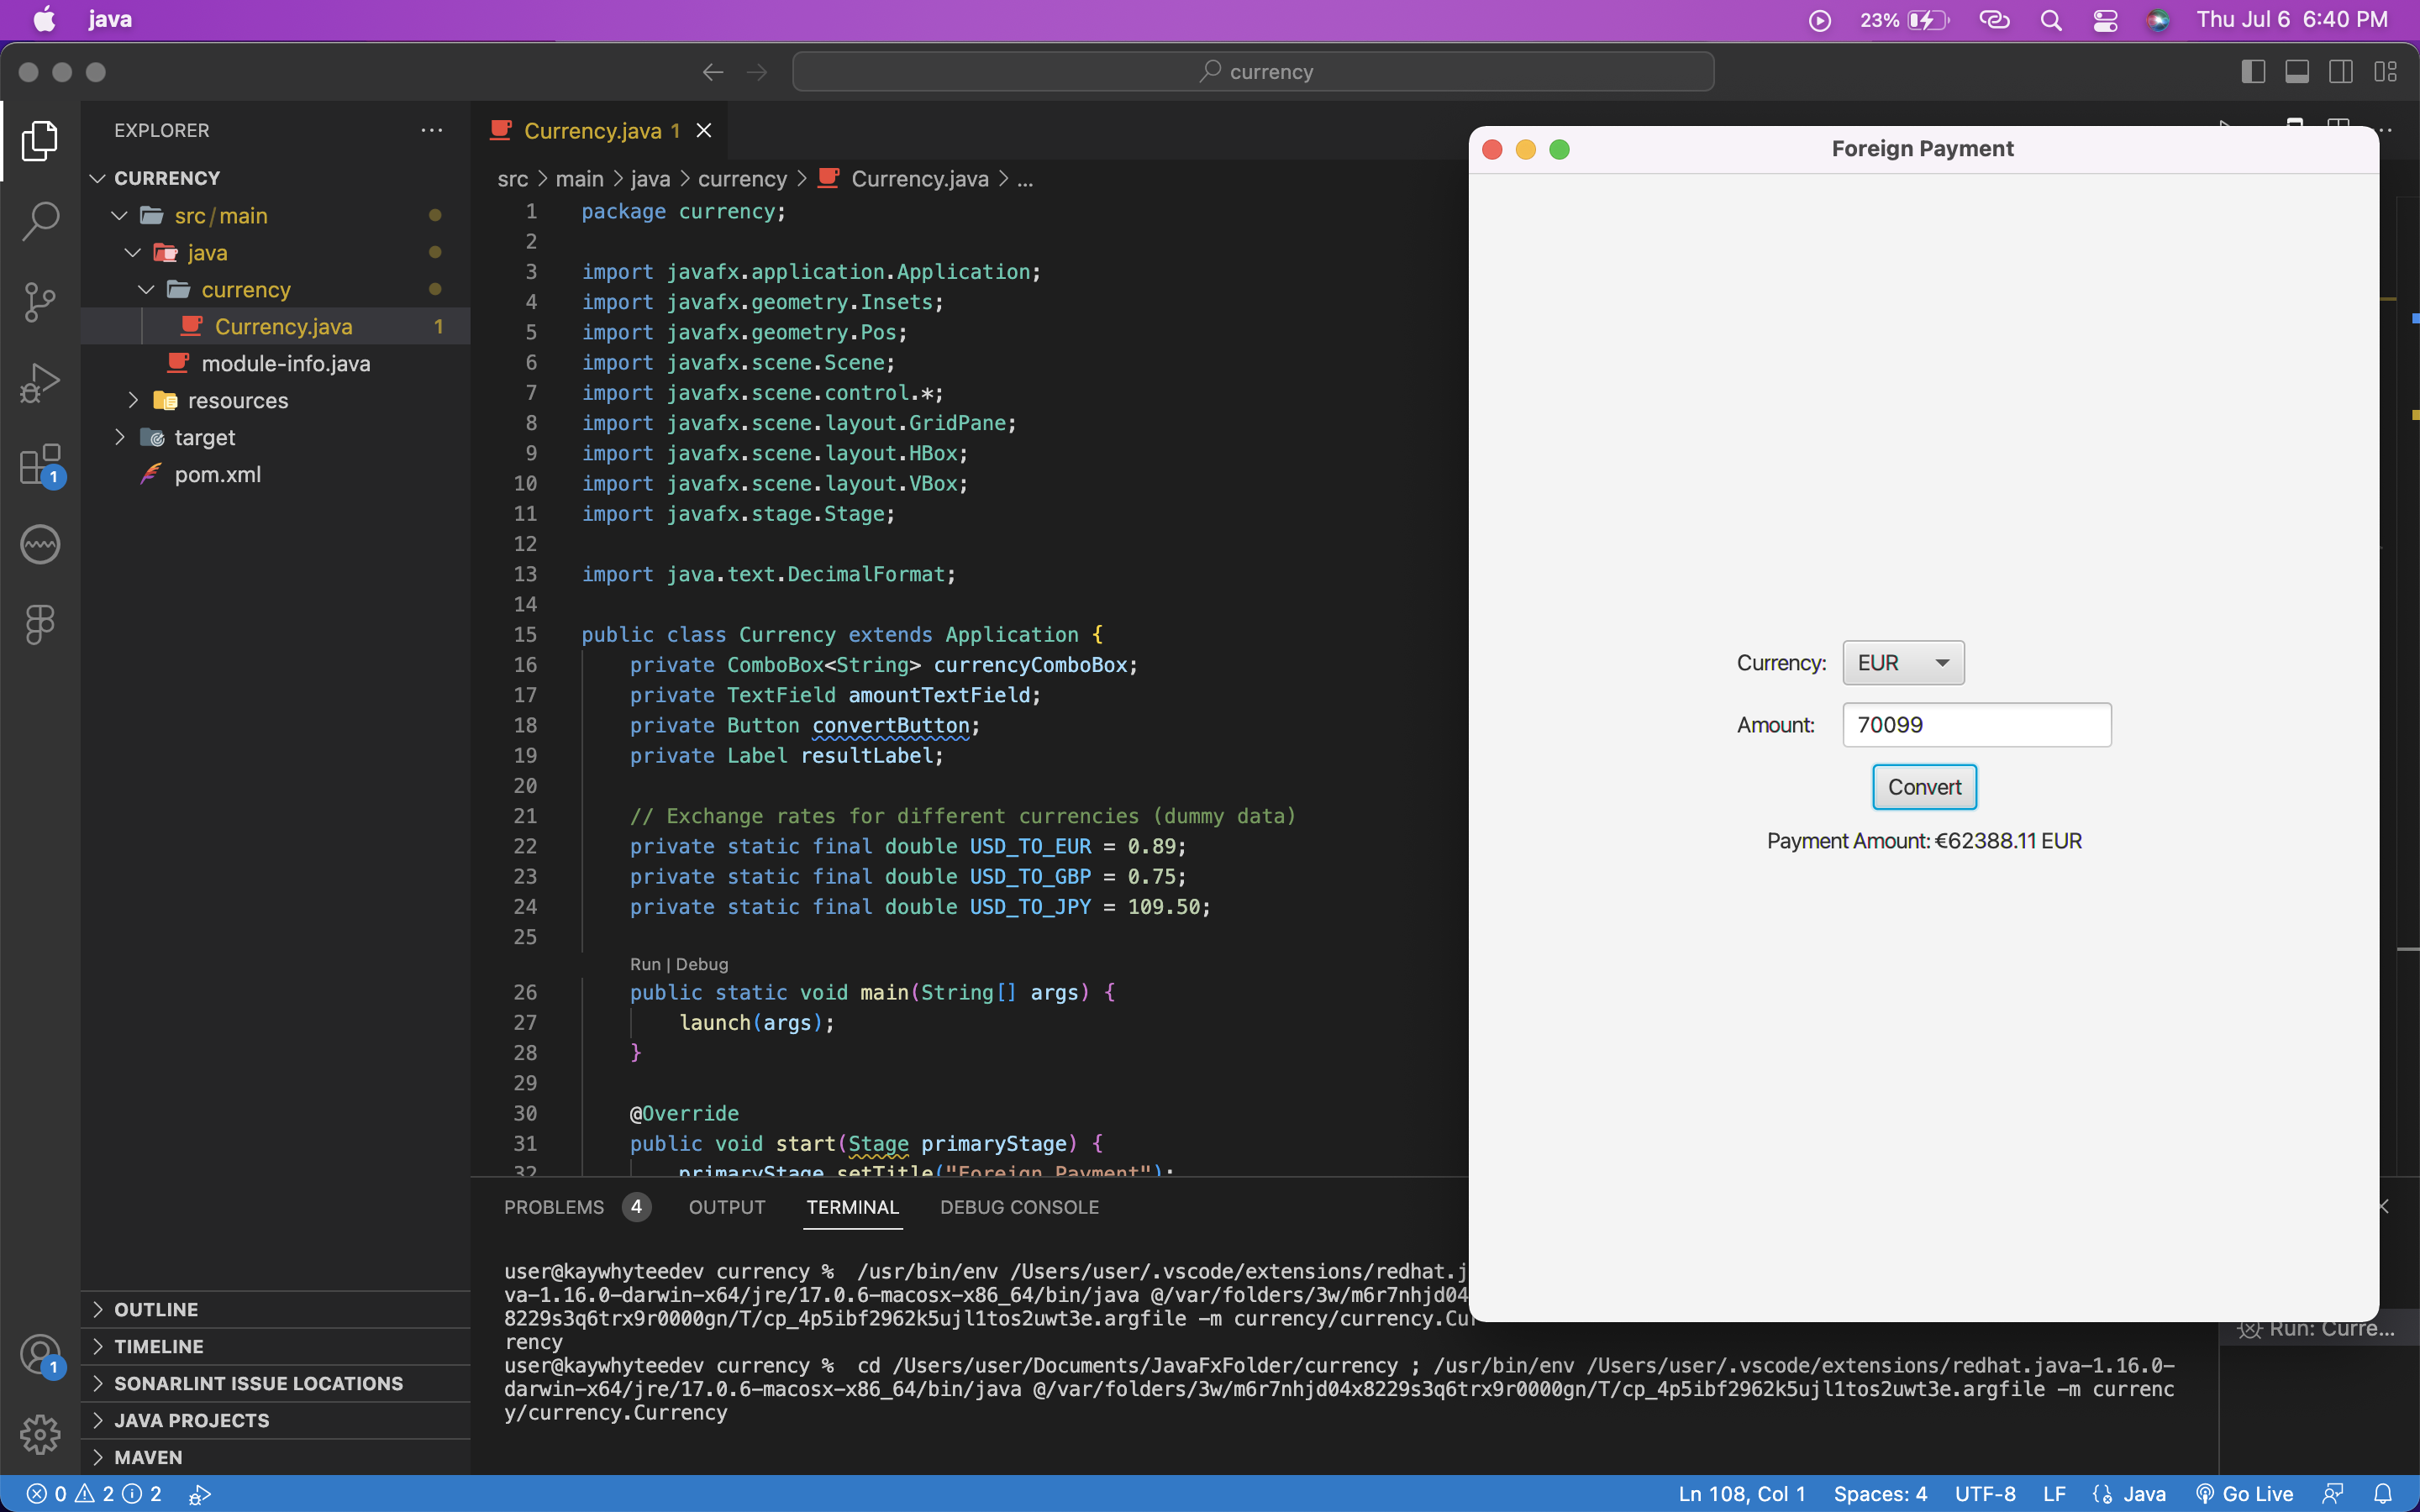 java
23%
Thu Jul 6 6:40 PM
currency
EXPLORER
CURRENCY
src/main
java
currency
Currency.java 1
module-info.java
resources
target
pom.xml
1
OUTLINE
TIMELINE
SONARLINT ISSUE LOCATIONS
JAVA PROJECTS
MAVEN
1
Currency.java 1
src > main > java > currency > Currency.java > ...
1 package currency;
2
3 import javafx.application.Application;
4 import javafx.geometry.Insets;
5 import javafx.geometry.Pos;
6 import javafx.scene.Scene;
7 import javafx.scene.control.*;
8 import javafx.scene.layout.GridPane;
9 import javafx.scene.layout.HBox;
10 import javafx.scene.layout.VBox;
11 import javafx.stage.Stage;
12
13 import java.text.DecimalFormat;
14
15 public class Currency extends Application {
16 private ComboBox<String> currencyComboBox;
17 private TextField amountTextField;
18 private Button convertButton;
19 private Label resultLabel;
20
21 // Exchange rates for different currencies (dummy data)
22 private static final double USD_TO_EUR = 0.89;
23 private static final double USD_TO_GBP = 0.75;
24 private static final double USD_TO_JPY = 109.50;
25
Run | Debug
26 public static void main(String[] args) {
27 launch(args);
28 }
29
30 @Override
31 public void start(Stage primaryStage) {
32 primaryStage.setTitle("Foreign Payment");
Foreign Payment
Currency: EUR
Amount: 70099
Convert
Payment Amount: €62388.11 EUR
PROBLEMS 4 OUTPUT TERMINAL DEBUG CONSOLE
user@kaywhyteedev currency % /usr/bin/env /Users/user/.vscode/extensions/redhat.j
va-1.16.0-darwin-x64/jre/17.0.6-macosx-x86_64/bin/java @/var/folders/3w/m6r7nhjd04
8229s3q6trx9r0000gn/T/cp_4p5ibf2962k5ujl1tos2uwt3e.argfile -m currency/currency.Cur
rency
user@kaywhyteedev currency % cd /Users/user/Documents/JavaFxFolder/currency ; /usr/bin/env /Users/user/.vscode/extensions/redhat.java-1.16.0-
darwin-x64/jre/17.0.6-macosx-x86_64/bin/java @/var/folders/3w/m6r7nhjd04x8229s3q6trx9r0000gn/T/cp_4p5ibf2962k5ujl1tos2uwt3e.argfile -m currenc
y/currency.Currency
Run: Curre...
0 2 2
Ln 108, Col 1 Spaces: 4 UTF-8 LF Java Go Live